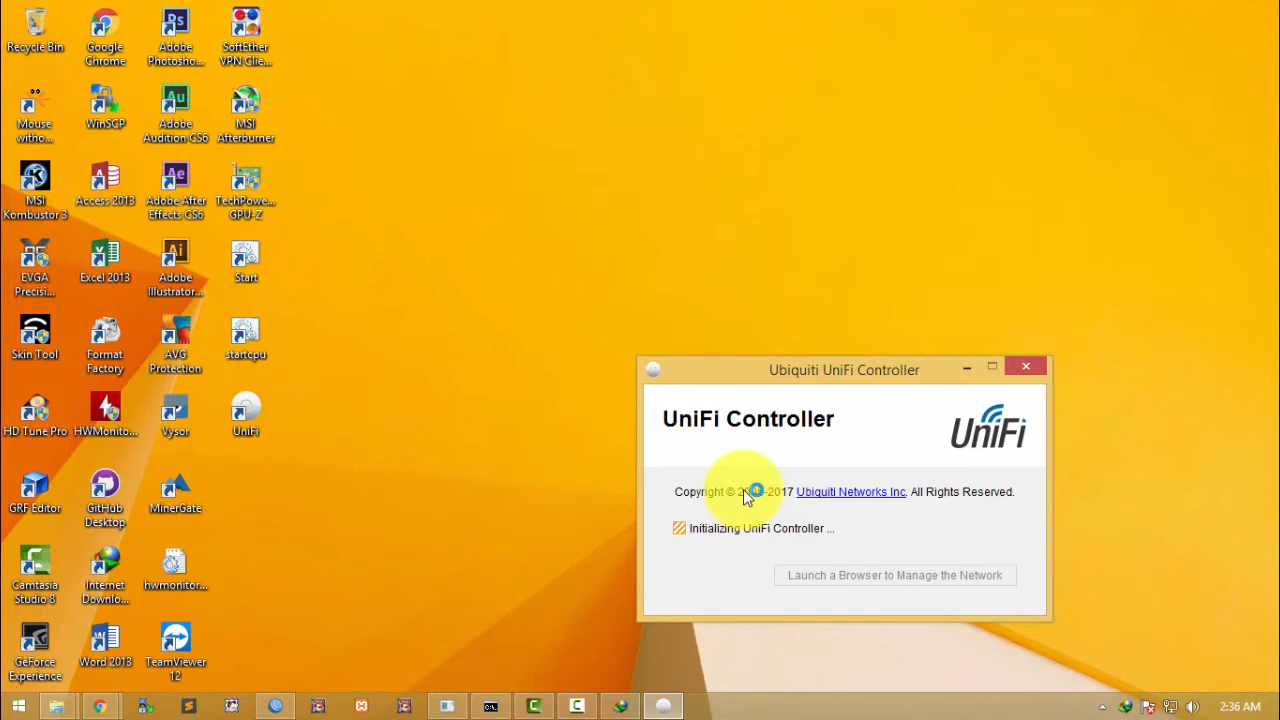 Recycle Bin
Google
Chrome
Adobe
Photosho...
SoftEther
VPN Clie...
Mouse
witho...
WinSCP
Adobe
Audition CS6
MSI
Afterburner
MSI
Kombustor 3
Access 2013
Adobe After
Effects CS6
TechPowe...
GPU-Z
EVGA
Precisi...
Excel 2013
Adobe
Illustrator...
Start
Skin Tool
Format
Factory
AVG
Protection
startcpu
HD Tune Pro
HWMonito...
Vysor
UniFi
GRF Editor
GitHub
Desktop
MinerGate
Camtasia
Studio 8
Internet
Downlo...
hwmonitor...
GeForce
Experience
Word 2013
TeamViewer
12
Ubiquiti UniFi Controller
UniFi Controller
UniFi
Copyright © -2017 Ubiquiti Networks Inc. All Rights Reserved.
Initializing UniFi Controller ...
Launch a Browser to Manage the Network
2:36 AM